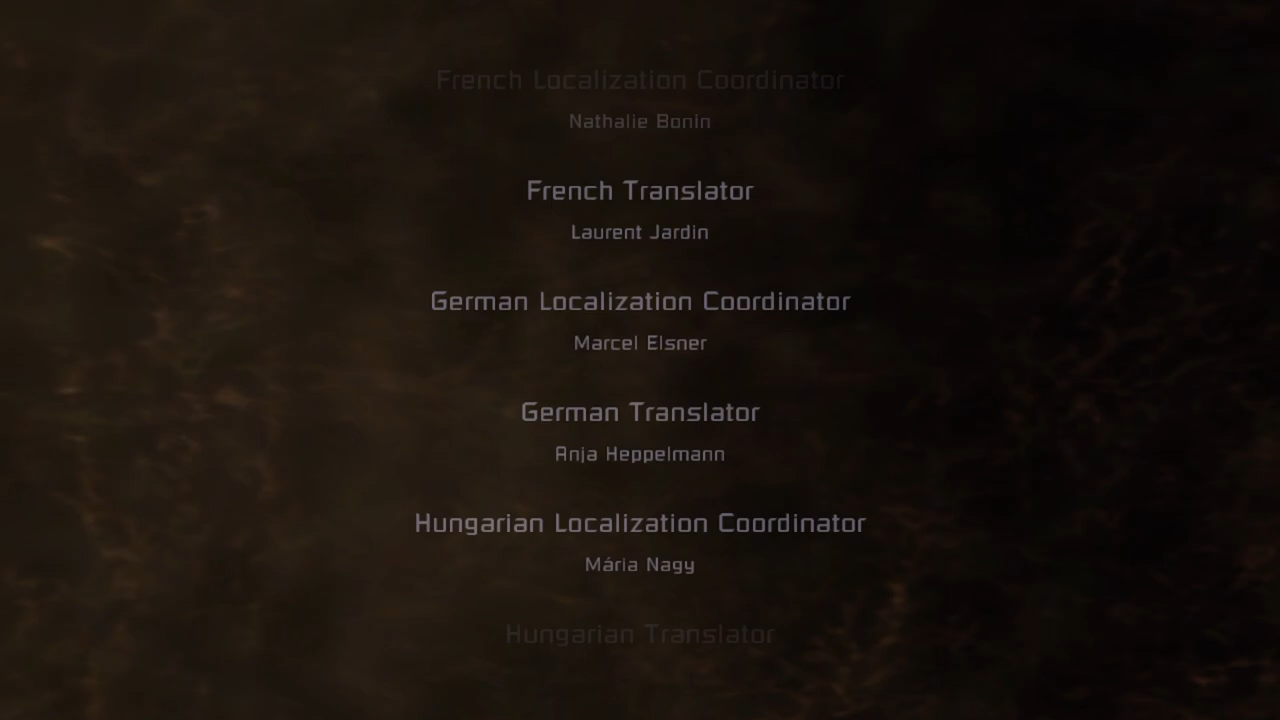 French Localization Coordinator
Nathalie Bonin
French Translator
Laurent Jardin
German Localization Coordinator
Marcel Elsner
German Translator
Anja Heppelmann
Hungarian Localization Coordinator
Mária Nagy
Hungarian Translator